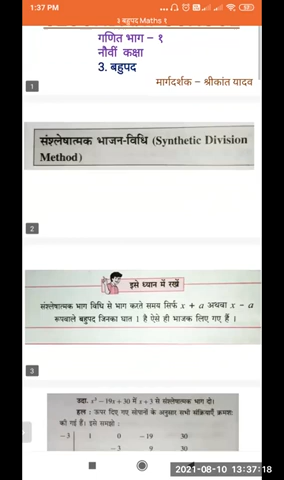 1:37 PM
३ बहुपद Maths १
गणित भाग – १
नौवीं कक्षा
3. बहुपद
मार्गदर्शक – श्रीकांत यादव
1
संश्लेषात्मक भाजन-विधि (Synthetic Division
Method)
2
इसे ध्यान में रखें
संश्लेषात्मक भाग विधि से भाग करते समय सिर्फ x + a अथवा x – a
रूपवाले बहुपद जिनका घात 1 है ऐसे ही भाजक लिए गए हैं ।
3
उदा. x³ – 19x + 30 में x + 3 से संश्लेषात्मक भाग दो।
हल : ऊपर दिए गए सोपानों के अनुसार सभी संक्रियाएँ क्रमशः
की गई हैं। इसे समझो :
–3 1 0 –19 30
–3 9 30
2021-08-10 13:37:18